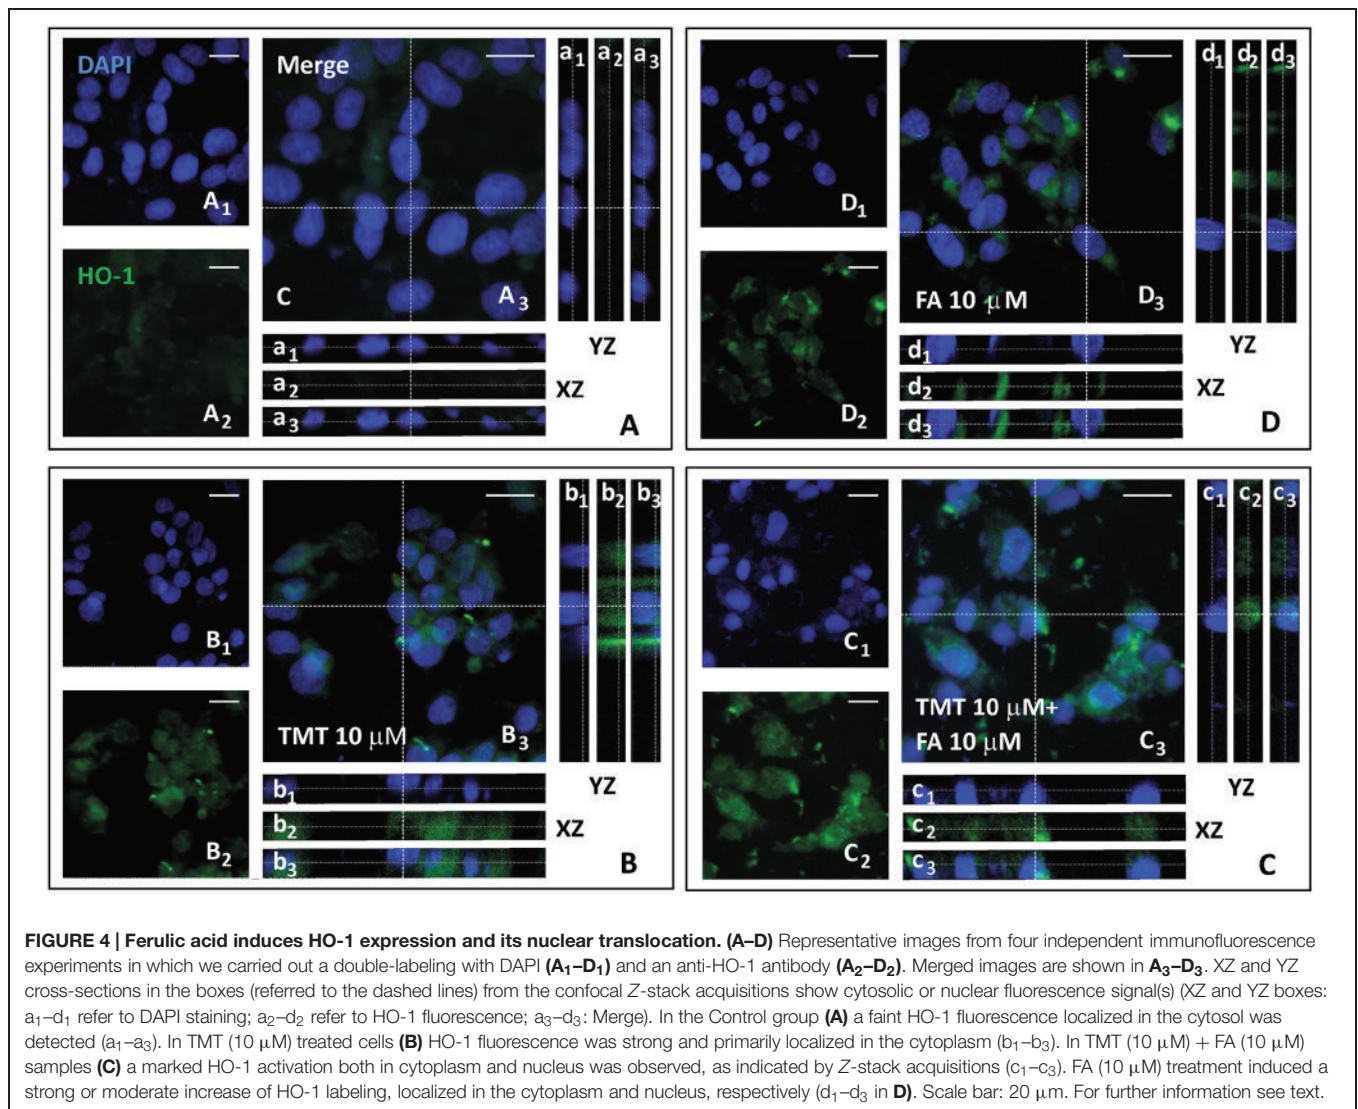 DAPI
A1
HO-1
A2
Merge
C
A3
a1 a2 a3
YZ
a1
a2
a3
XZ
A
D1
D2
FA 10 μM
D3
d1 d2 d3
YZ
d1
d2
d3
XZ
D
B1
B2
TMT 10 μM
B3
b1 b2 b3
YZ
b1
b2
b3
XZ
B
C1
C2
TMT 10 μM+
FA 10 μM
C3
c1 c2 c3
YZ
c1
c2
c3
XZ
C
FIGURE 4 | Ferulic acid induces HO-1 expression and its nuclear translocation. (A–D) Representative images from four independent immunofluorescence
experiments in which we carried out a double-labeling with DAPI (A1–D1) and an anti-HO-1 antibody (A2–D2). Merged images are shown in A3–D3. XZ and YZ
cross-sections in the boxes (referred to the dashed lines) from the confocal Z-stack acquisitions show cytosolic or nuclear fluorescence signal(s) (XZ and YZ boxes:
a1–d1 refer to DAPI staining; a2–d2 refer to HO-1 fluorescence; a3–d3: Merge). In the Control group (A) a faint HO-1 fluorescence localized in the cytosol was
detected (a1–a3). In TMT (10 μM) treated cells (B) HO-1 fluorescence was strong and primarily localized in the cytoplasm (b1–b3). In TMT (10 μM) + FA (10 μM)
samples (C) a marked HO-1 activation both in cytoplasm and nucleus was observed, as indicated by Z-stack acquisitions (c1–c3). FA (10 μM) treatment induced a
strong or moderate increase of HO-1 labeling, localized in the cytoplasm and nucleus, respectively (d1–d3 in D). Scale bar: 20 μm. For further information see text.